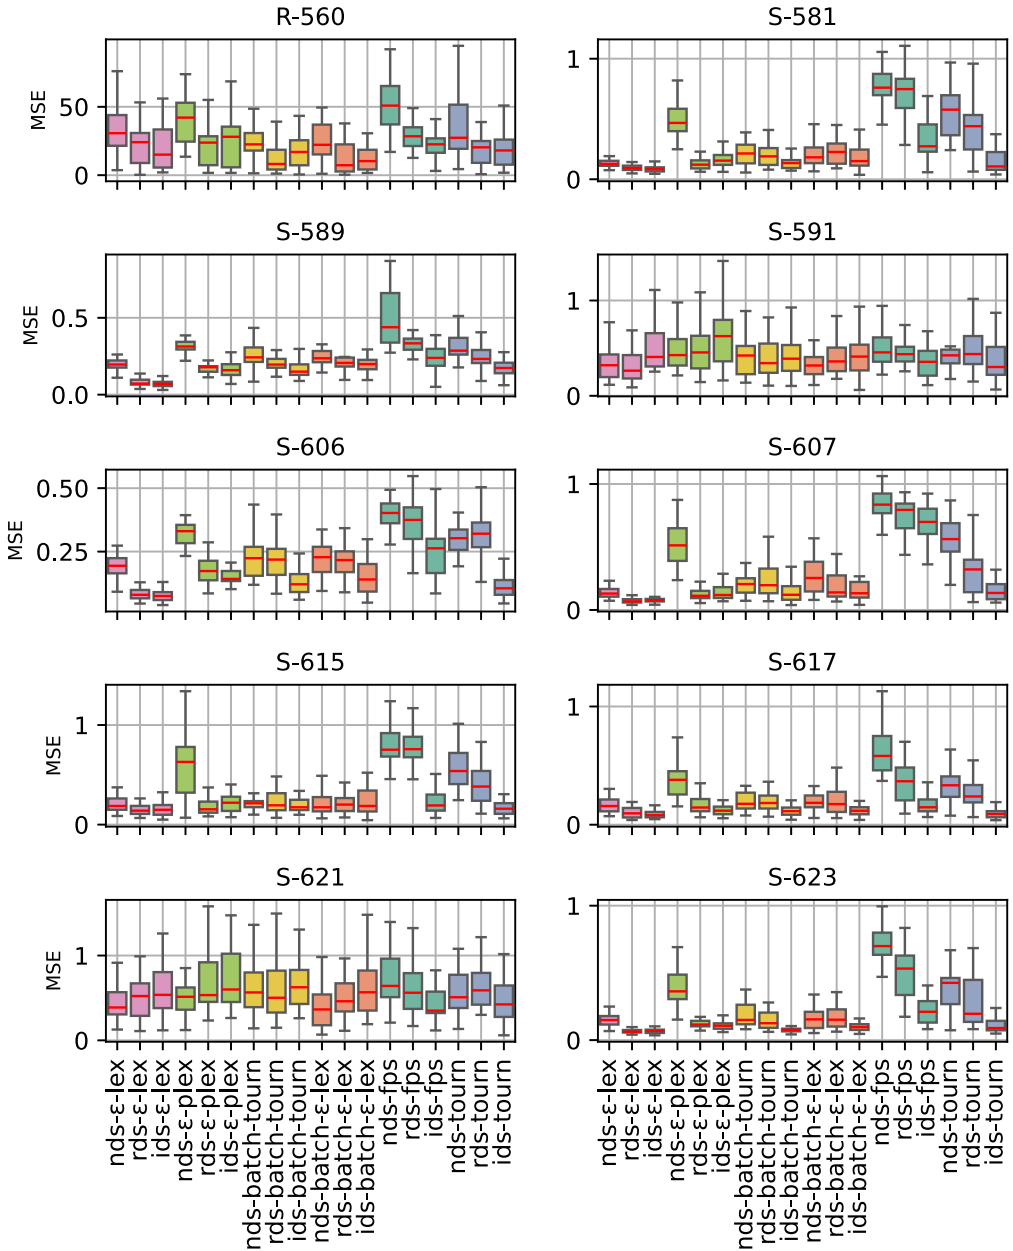 R-560
S-581
MSE
50
0
1
0
S-589
S-591
MSE
0.5
0.0
1
0
S-606
S-607
MSE
0.50
0.25
1
0
S-615
S-617
MSE
1
0
1
0
S-621
S-623
MSE
1
0
1
0
nds-ε-lex
rds-ε-lex
ids-ε-lex
nds-ε-plex
rds-ε-plex
ids-ε-plex
nds-batch-tourn
rds-batch-tourn
ids-batch-tourn
nds-batch-ε-lex
rds-batch-ε-lex
ids-batch-ε-lex
nds-fps
rds-fps
ids-fps
nds-tourn
rds-tourn
ids-tourn
nds-ε-lex
rds-ε-lex
ids-ε-lex
nds-ε-plex
rds-ε-plex
ids-ε-plex
nds-batch-tourn
rds-batch-tourn
ids-batch-tourn
nds-batch-ε-lex
rds-batch-ε-lex
ids-batch-ε-lex
nds-fps
rds-fps
ids-fps
nds-tourn
rds-tourn
ids-tourn